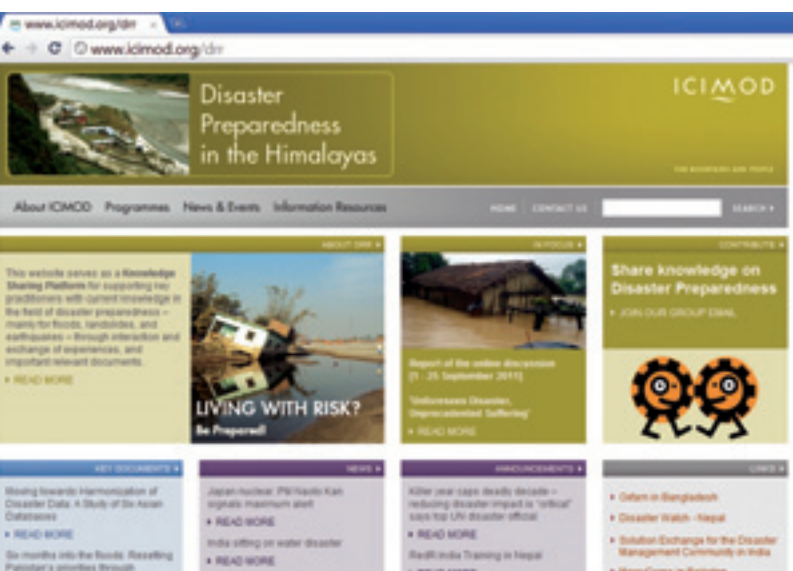 www.icimod.org/drr
www.icimod.org/drr
Disaster
Preparedness
in the Himalayas
ICIMOD
FOR MOUNTAINS AND PEOPLE
About ICIMOD Programmes News & Events Information Resources
HOME CONTACT US SEARCH
ABOUT DRR
This website serves as a Knowledge
Sharing Platform for supporting key
practitioners with current knowledge in
the field of disaster preparedness –
mainly for floods, landslides, and
earthquakes – through interaction and
exchange of experiences, and
important relevant documents.
READ MORE
LIVING WITH RISK?
Be Prepared!
IN FOCUS
Report of the online discussion
[1 - 25 September 2011]
'Unforeseen Disaster,
Unprecedented Suffering'
READ MORE
CONTRIBUTE
Share knowledge on
Disaster Preparedness
JOIN OUR GROUP EMAIL
KEY DOCUMENTS
Moving towards Harmonization of
Disaster Data: A Study of Six Asian
Databases
READ MORE
Six months into the floods: Resetting
Pakistan's priorities through
NEWS
Japan nuclear: PM Naoto Kan
signals maximum alert
READ MORE
India sitting on water disaster
READ MORE
ANNOUNCEMENTS
Killer year caps deadly decade –
reducing disaster impact is "critical"
says top UN disaster official
READ MORE
RedR India Training in Nepal
READ MORE
LINKS
Oxfam in Bangladesh
Disaster Watch - Nepal
Solution Exchange for the Disaster
Management Community in India